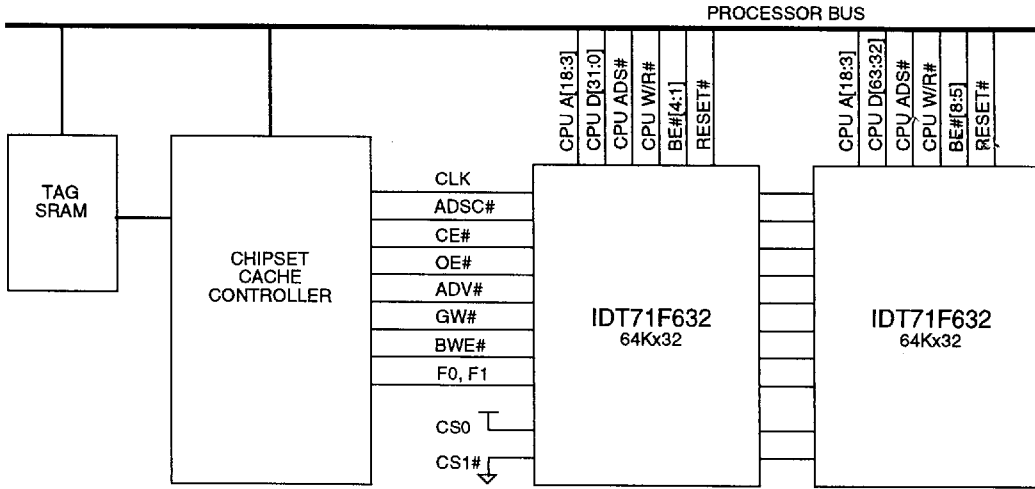 PROCESSOR BUS
CPU A[18:3]
CPU D[31:0]
CPU ADS#
CPU W/R#
BE#[4:1]
RESET#
CPU A[18:3]
CPU D[63:32]
CPU ADS#
CPU W/R#
BE#[8:5]
RESET#
TAG
SRAM
CHIPSET
CACHE
CONTROLLER
CLK
ADSC#
CE#
OE#
ADV#
GW#
BWE#
F0, F1
CS0
CS1#
IDT71F632
64Kx32
IDT71F632
64Kx32